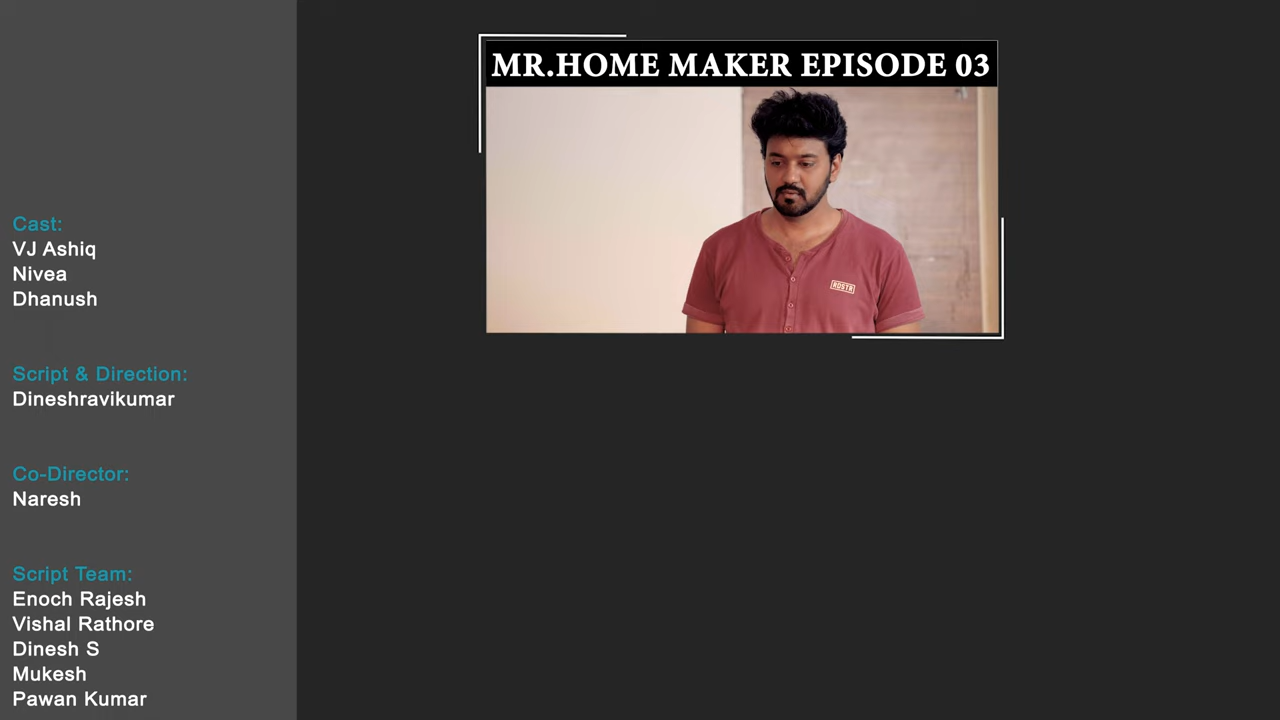 Cast:
VJ Ashiq
Nivea
Dhanush
Script & Direction:
Dineshravikumar
Co-Director:
Naresh
Script Team:
Enoch Rajesh
Vishal Rathore
Dinesh S
Mukesh
Pawan Kumar
MR.HOME MAKER EPISODE 03
RDSTR